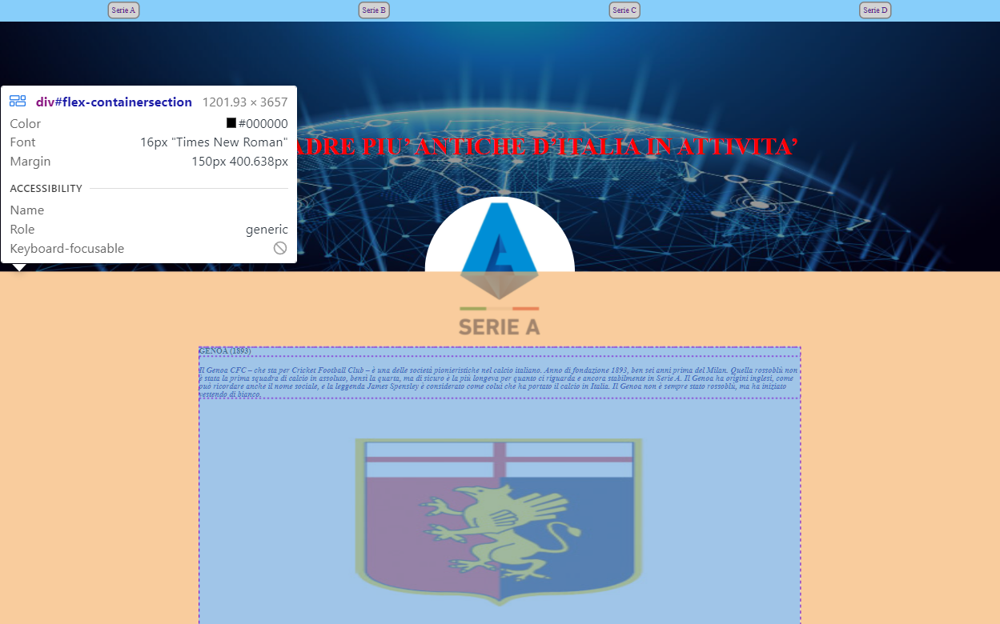 Serie A
Serie B
Serie C
Serie D
div#flex-containersection 1201.93 × 3657
Color #000000
Font 16px "Times New Roman"
Margin 150px 400.638px
ACCESSIBILITY
Name
Role generic
Keyboard-focusable
PIU’ ANTICHE D’ITALIA IN ATTIVITA’
SERIE A
GENOA (1893)
Il Genoa CFC – che sta per Cricket Football Club – è una delle società pionieristiche nel calcio italiano. Anno di fondazione 1893, ben sei anni prima del Milan. Quella rossoblù non
è stata la prima squadra di calcio in assoluto, bensì la quarta, ma di sicuro è la più longeva per quanto ci riguarda e ancora stabilmente in Serie A. Il Genoa ha origini inglesi, come
può ricordare anche il nome sociale, e la leggenda James Spensley è considerato come colui che ha portato il calcio in Italia. Il Genoa non è sempre stato rossoblù, ma ha iniziato
vestendo di bianco.